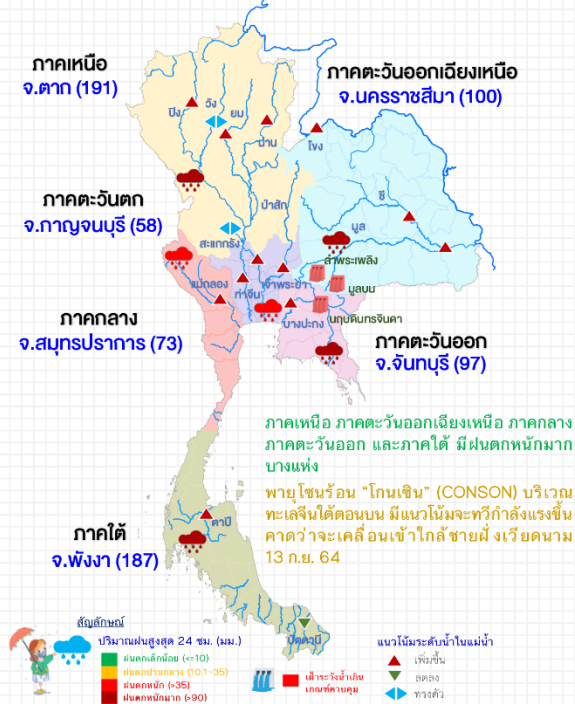 ภาคเหนือ
จ.ตาก (191)
ภาคตะวันออกเฉียงเหนือ
จ.นครราชสีมา (100)
วัง
ปิง
ยม
น่าน
โขง
ภาคตะวันตก
จ.กาญจนบุรี (58)
ป่าสัก
ชี
มูล
สะแกกรัง
ลำพระเพลิง
แม่กลอง
ท่าจีน
เจ้าพระยา
มูลบน
นฤบดินทรจินดา
บางปะกง
ภาคกลาง
จ.สมุทรปราการ (73)
ภาคตะวันออก
จ.จันทบุรี (97)
ภาคเหนือ ภาคตะวันออกเฉียงเหนือ ภาคกลาง
ภาคตะวันออก และภาคใต้ มีฝนตกหนักมาก
บางแห่ง
พายุโซนร้อน “โกนเซิน” (CONSON) บริเวณ
ทะเลจีนใต้ตอนบน มีแนวโน้มจะทวีกำลังแรงขึ้น
คาดว่าจะเคลื่อนเข้าใกล้ชายฝั่งเวียดนาม
13 ก.ย. 64
ตาปี
ภาคใต้
จ.พังงา (187)
ปัตตานี
สัญลักษณ์
ปริมาณฝนสูงสุด 24 ชม. (มม.)
ฝนตกเล็กน้อย (<=10)
ฝนตกปานกลาง (10.1-35)
ฝนตกหนัก (>35)
ฝนตกหนักมาก (>90)
เฝ้าระวังน้ำเกิน
เกณฑ์ควบคุม
แนวโน้มระดับน้ำในแม่น้ำ
เพิ่มขึ้น
ลดลง
ทรงตัว